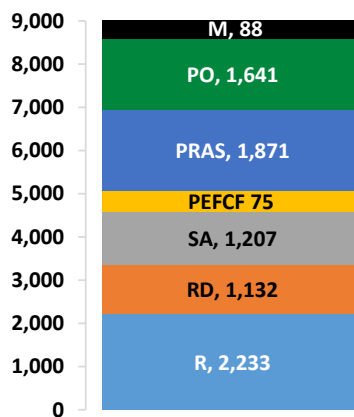 9,000
8,000
7,000
6,000
5,000
4,000
3,000
2,000
1,000
0
M, 88
PO, 1,641
PRAS, 1,871
PEFCF 75
SA, 1,207
RD, 1,132
R, 2,233